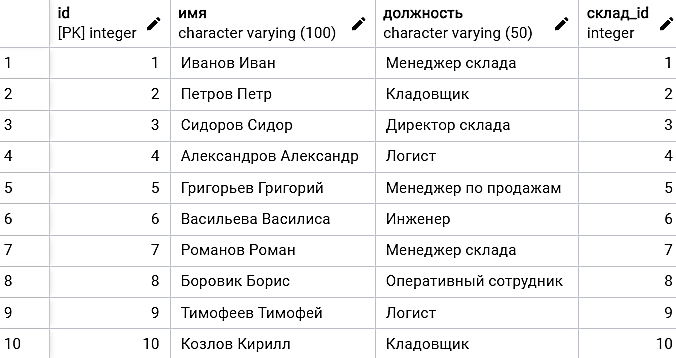 id имя должность склад_id
[PK] integer character varying (100) character varying (50) integer
1 1 Иванов Иван Менеджер склада 1
2 2 Петров Петр Кладовщик 2
3 3 Сидоров Сидор Директор склада 3
4 4 Александров Александр Логист 4
5 5 Григорьев Григорий Менеджер по продажам 5
6 6 Васильева Василиса Инженер 6
7 7 Романов Роман Менеджер склада 7
8 8 Боровик Борис Оперативный сотрудник 8
9 9 Тимофеев Тимофей Логист 9
10 10 Козлов Кирилл Кладовщик 10